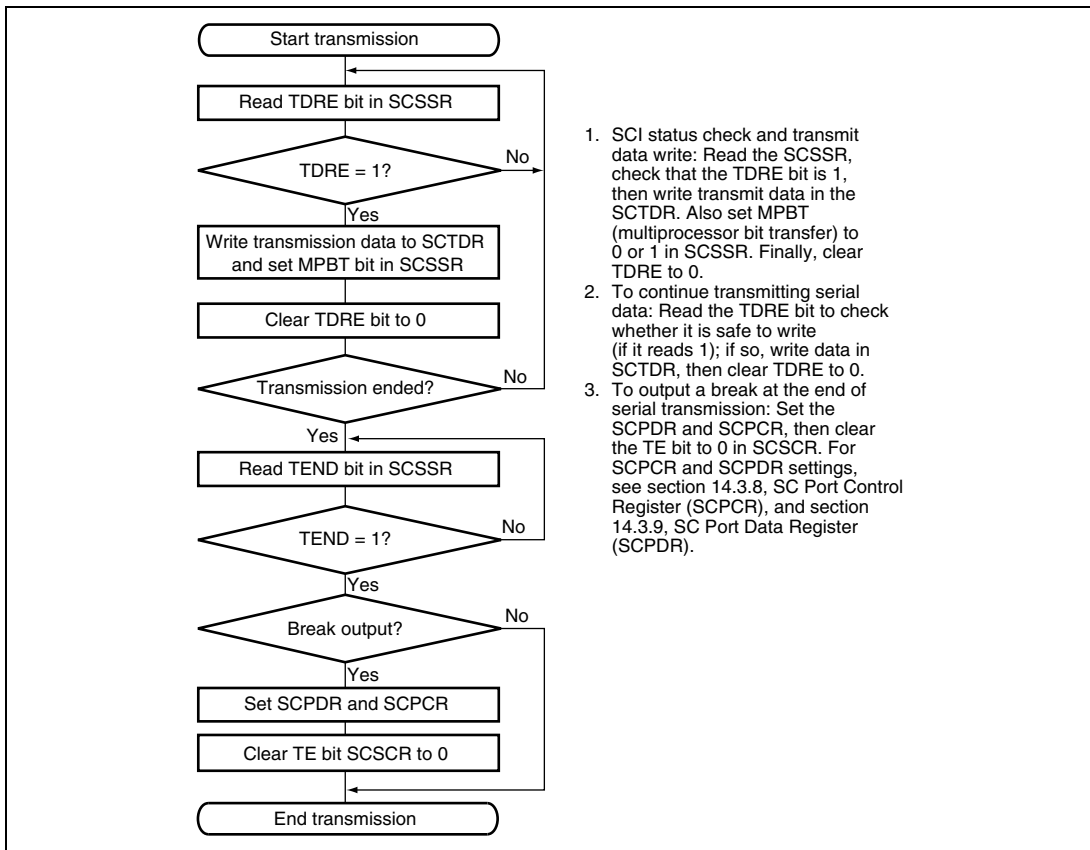 Start transmission
Read TDRE bit in SCSSR
TDRE = 1?
No
Yes
Write transmission data to SCTDR
and set MPBT bit in SCSSR
Clear TDRE bit to 0
Transmission ended?
No
Yes
Read TEND bit in SCSSR
TEND = 1?
No
Yes
Break output?
No
Yes
Set SCPDR and SCPCR
Clear TE bit SCSCR to 0
End transmission
1. SCI status check and transmit
data write: Read the SCSSR,
check that the TDRE bit is 1,
then write transmit data in the
SCTDR. Also set MPBT
(multiprocessor bit transfer) to
0 or 1 in SCSSR. Finally, clear
TDRE to 0.
2. To continue transmitting serial
data: Read the TDRE bit to check
whether it is safe to write
(if it reads 1); if so, write data in
SCTDR, then clear TDRE to 0.
3. To output a break at the end of
serial transmission: Set the
SCPDR and SCPCR, then clear
the TE bit to 0 in SCSCR. For
SCPCR and SCPDR settings,
see section 14.3.8, SC Port Control
Register (SCPCR), and section
14.3.9, SC Port Data Register
(SCPDR).